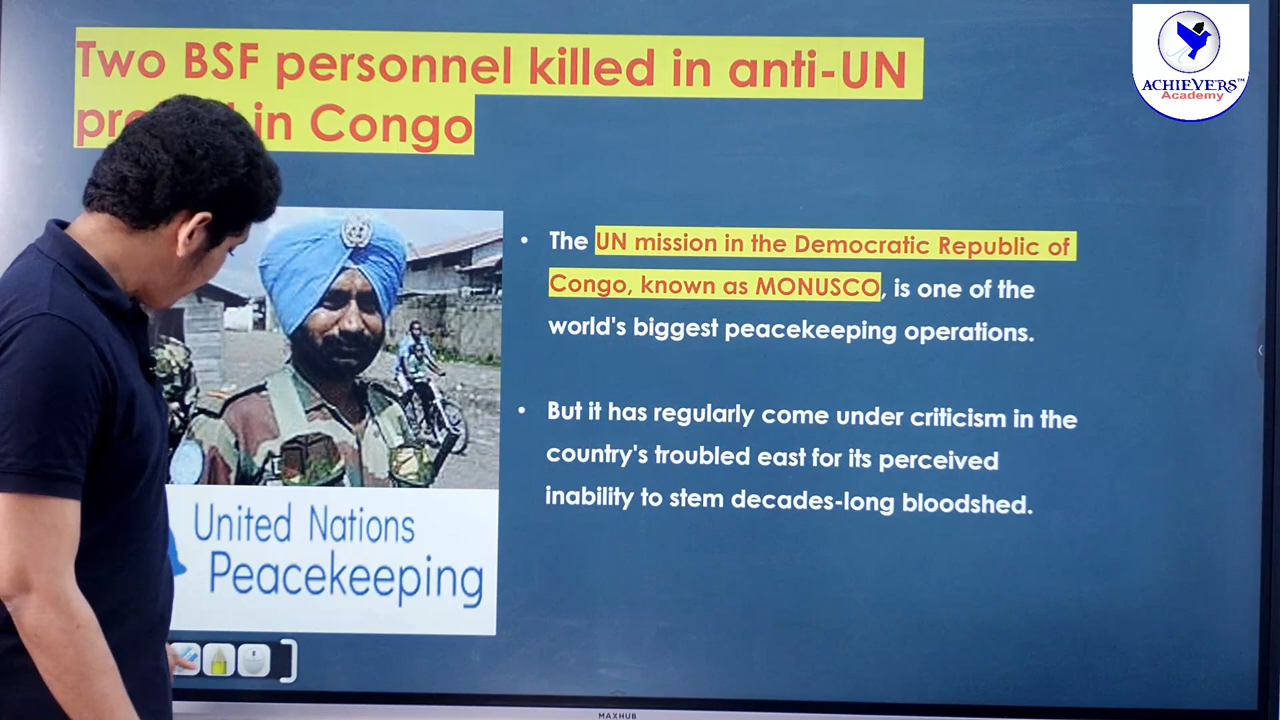 Two BSF personnel killed in anti-UN
in Congo
ACHIEVERS™
Academy
• The UN mission in the Democratic Republic of
Congo, known as MONUSCO, is one of the
world's biggest peacekeeping operations.
• But it has regularly come under criticism in the
country's troubled east for its perceived
inability to stem decades-long bloodshed.
United Nations
Peacekeeping
MAXHUB